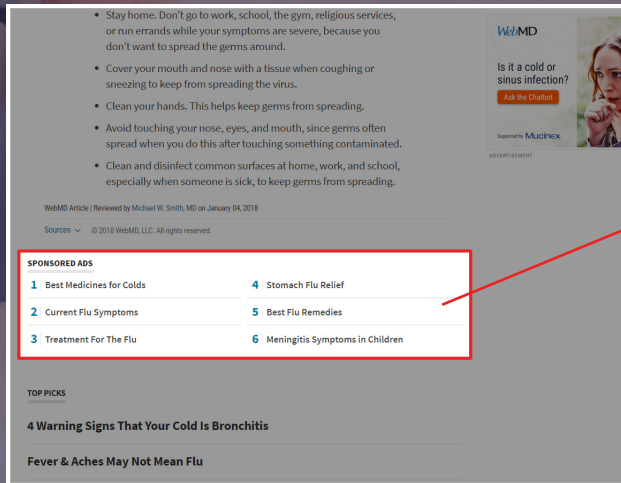 • Stay home. Don't go to work, school, the gym, religious services,
or run errands while your symptoms are severe, because you
don't want to spread the germs around.
• Cover your mouth and nose with a tissue when coughing or
sneezing to keep from spreading the virus.
• Clean your hands. This helps keep germs from spreading.
• Avoid touching your nose, eyes, and mouth, since germs often
spread when you do this after touching something contaminated.
• Clean and disinfect common surfaces at home, work, and school,
especially when someone is sick, to keep germs from spreading.
WebMD Article | Reviewed by Michael W. Smith, MD on January 04, 2018
Sources © 2018 WebMD, LLC. All rights reserved.
SPONSORED ADS
1 Best Medicines for Colds
2 Current Flu Symptoms
3 Treatment For The Flu
4 Stomach Flu Relief
5 Best Flu Remedies
6 Meningitis Symptoms in Children
TOP PICKS
4 Warning Signs That Your Cold Is Bronchitis
Fever & Aches May Not Mean Flu
WebMD
Is it a cold or
sinus infection?
Ask the Chatbot
Supported by Mucinex
ADVERTISEMENT